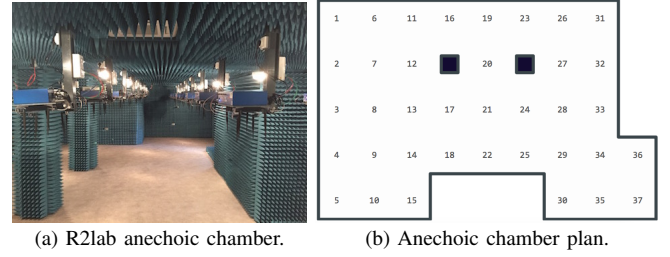 1 6 11 16 19 23 26 31
2 7 12 20 27 32
3 8 13 17 21 24 28 33
4 9 14 18 22 25 29 34 36
5 10 15 30 35 37
(a) R2lab anechoic chamber. (b) Anechoic chamber plan.